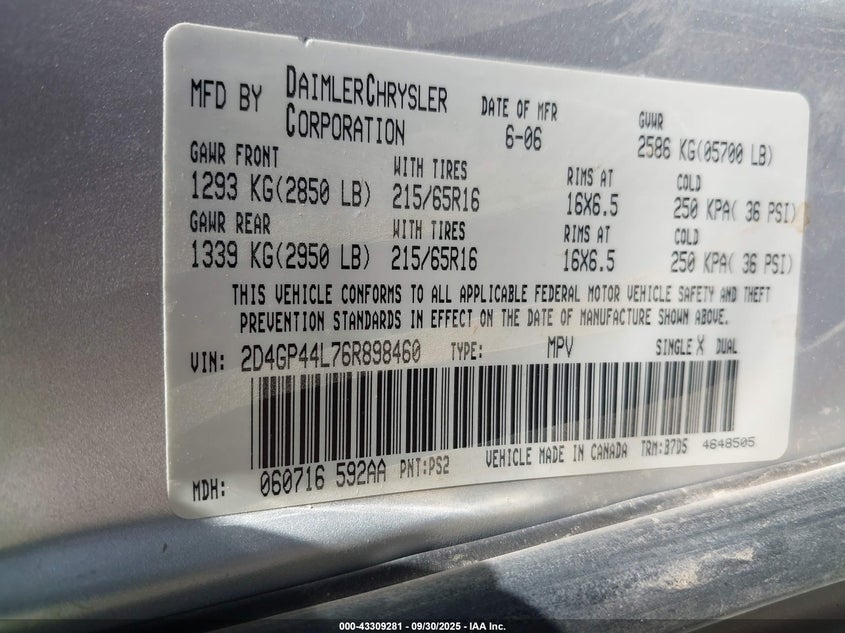 MFD BY DAIMLERCHRYSLER CORPORATION DATE OF MFR 6-06 GVWR 2586 KG(05700 LB)
GAWR FRONT WITH TIRES RIMS AT COLD
1293 KG(2850 LB) 215/65R16 16X6.5 250 KPA( 36 PSI)
GAWR REAR WITH TIRES RIMS AT COLD
1339 KG(2950 LB) 215/65R16 16X6.5 250 KPA( 36 PSI)
THIS VEHICLE CONFORMS TO ALL APPLICABLE FEDERAL MOTOR VEHICLE SAFETY AND THEFT
PREVENTION STANDARDS IN EFFECT ON THE DATE OF MANUFACTURE SHOWN ABOVE.
VIN: 2D4GP44L76R898460 TYPE: MPV SINGLE X DUAL
MDH: 060716 592AA PNT:PS2 VEHICLE MADE IN CANADA TRM:B7D5 4648505
000-43309281 - 09/30/2025 - IAA Inc.